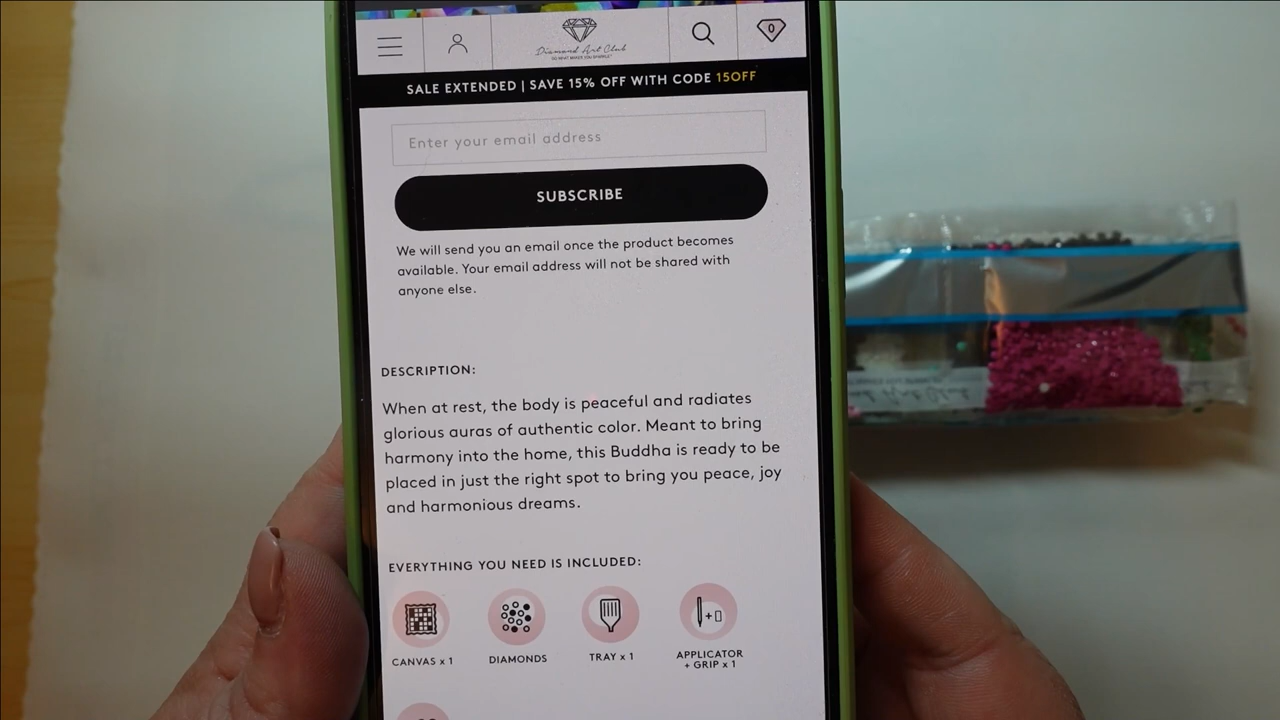 Diamond Art Club
0
SALE EXTENDED | SAVE 15% OFF WITH CODE 15OFF
Enter your email address
SUBSCRIBE
We will send you an email once the product becomes
available. Your email address will not be shared with
anyone else.
DESCRIPTION:
When at rest, the body is peaceful and radiates
glorious auras of authentic color. Meant to bring
harmony into the home, this Buddha is ready to be
placed in just the right spot to bring you peace, joy
and harmonious dreams.
EVERYTHING YOU NEED IS INCLUDED:
CANVAS x 1 DIAMONDS TRAY x 1 APPLICATOR
+ GRIP x 1